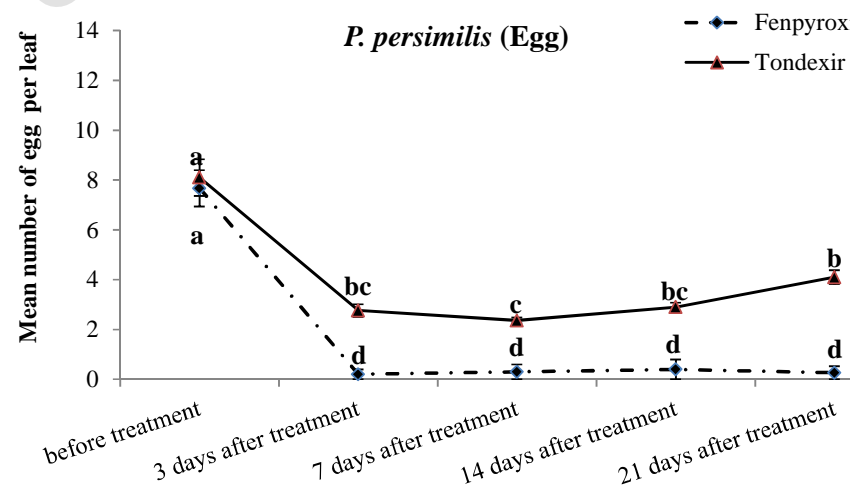 P. persimilis (Egg)
Fenpyrox
Tondexir
Mean number of egg per leaf
14
12
10
8
6
4
2
0
a
a
bc
c
bc
b
d
d
d
d
before treatment
3 days after treatment
7 days after treatment
14 days after treatment
21 days after treatment